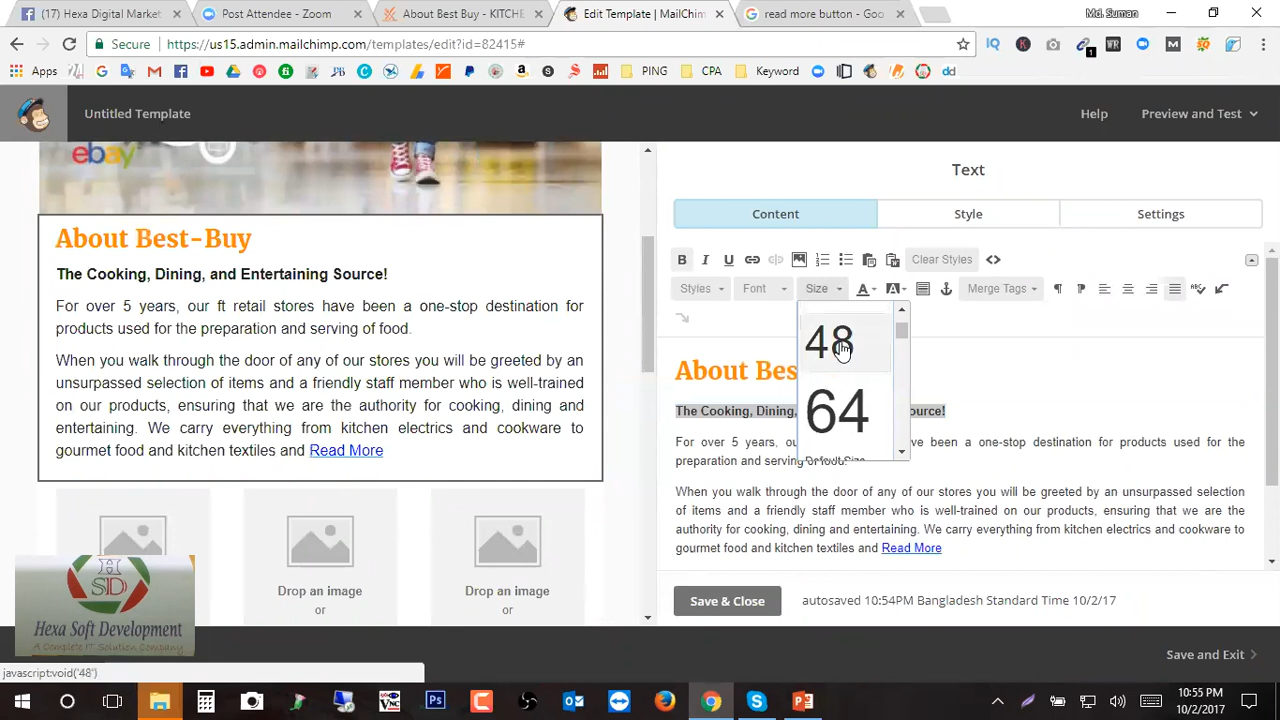 (17) Hexa Digital Market
Post Attendee - Zoom
About Best Buy - KITCHE
Edit Template | MailChimp
read more button - Goo
Md. Suman
Secure
https://us15.admin.mailchimp.com/templates/edit?id=82415#
Apps
PING
CPA
Keyword
Untitled Template
Help
Preview and Test
ebay
Text
Content
Style
Settings
Clear Styles
Styles
Font
Size
Merge Tags
48
64
Default Size
About Best-Buy
The Cooking, Dining, and Entertaining Source!
For over 5 years, our ft retail stores have been a one-stop destination for
products used for the preparation and serving of food.
When you walk through the door of any of our stores you will be greeted by an
unsurpassed selection of items and a friendly staff member who is well-trained
on our products, ensuring that we are the authority for cooking, dining and
entertaining. We carry everything from kitchen electrics and cookware to
gourmet food and kitchen textiles and Read More
About Bes
The Cooking, Dining, ource!
For over 5 years, ou ve been a one-stop destination for products used for the
preparation and serving
When you walk through the door of any of our stores you will be greeted by an unsurpassed selection
of items and a friendly staff member who is well-trained on our products, ensuring that we are the
authority for cooking, dining and entertaining. We carry everything from kitchen electrics and cookware to
gourmet food and kitchen textiles and Read More
Drop an image
or
Drop an image
or
HSD
Hexa Soft Development
A Complete IT Solution Company
Save & Close
autosaved 10:54PM Bangladesh Standard Time 10/2/17
Save and Exit
javascript:void('48')
10:55 PM
10/2/2017